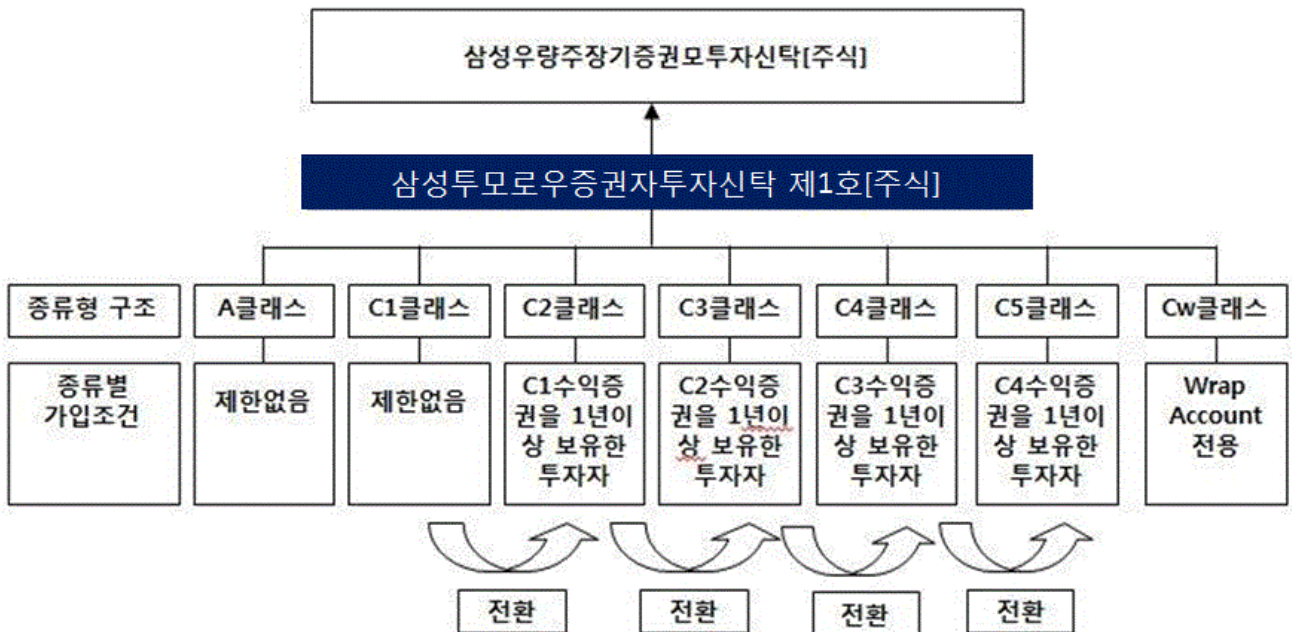 삼성우량주장기증권모투자신탁[주식]
삼성투모로우증권자투자신탁 제1호[주식]
종류형 구조
A클래스
C1클래스
C2클래스
C3클래스
C4클래스
C5클래스
Cw클래스
종류별
가입조건
제한없음
제한없음
C1수익증
권을 1년이
상 보유한
투자자
C2수익증
권을 1년이
상 보유한
투자자
C3수익증
권을 1년이
상 보유한
투자자
C4수익증
권을 1년이
상 보유한
투자자
Wrap
Account
전용
전환
전환
전환
전환